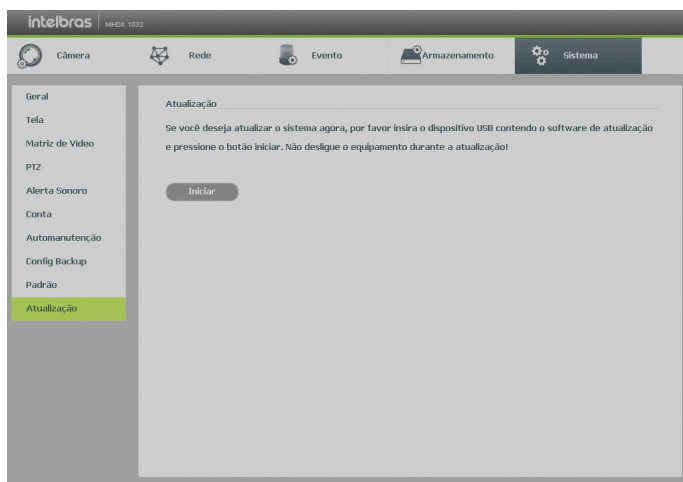 intelbras MHDX 1032
Câmera Rede Evento Armazenamento Sistema
Geral
Tela
Matriz de Vídeo
PTZ
Alerta Sonoro
Conta
Automanutenção
Config Backup
Padrão
Atualização
Atualização
Se você deseja atualizar o sistema agora, por favor insira o dispositivo USB contendo o software de atualização
e pressione o botão iniciar. Não desligue o equipamento durante a atualização!
Iniciar